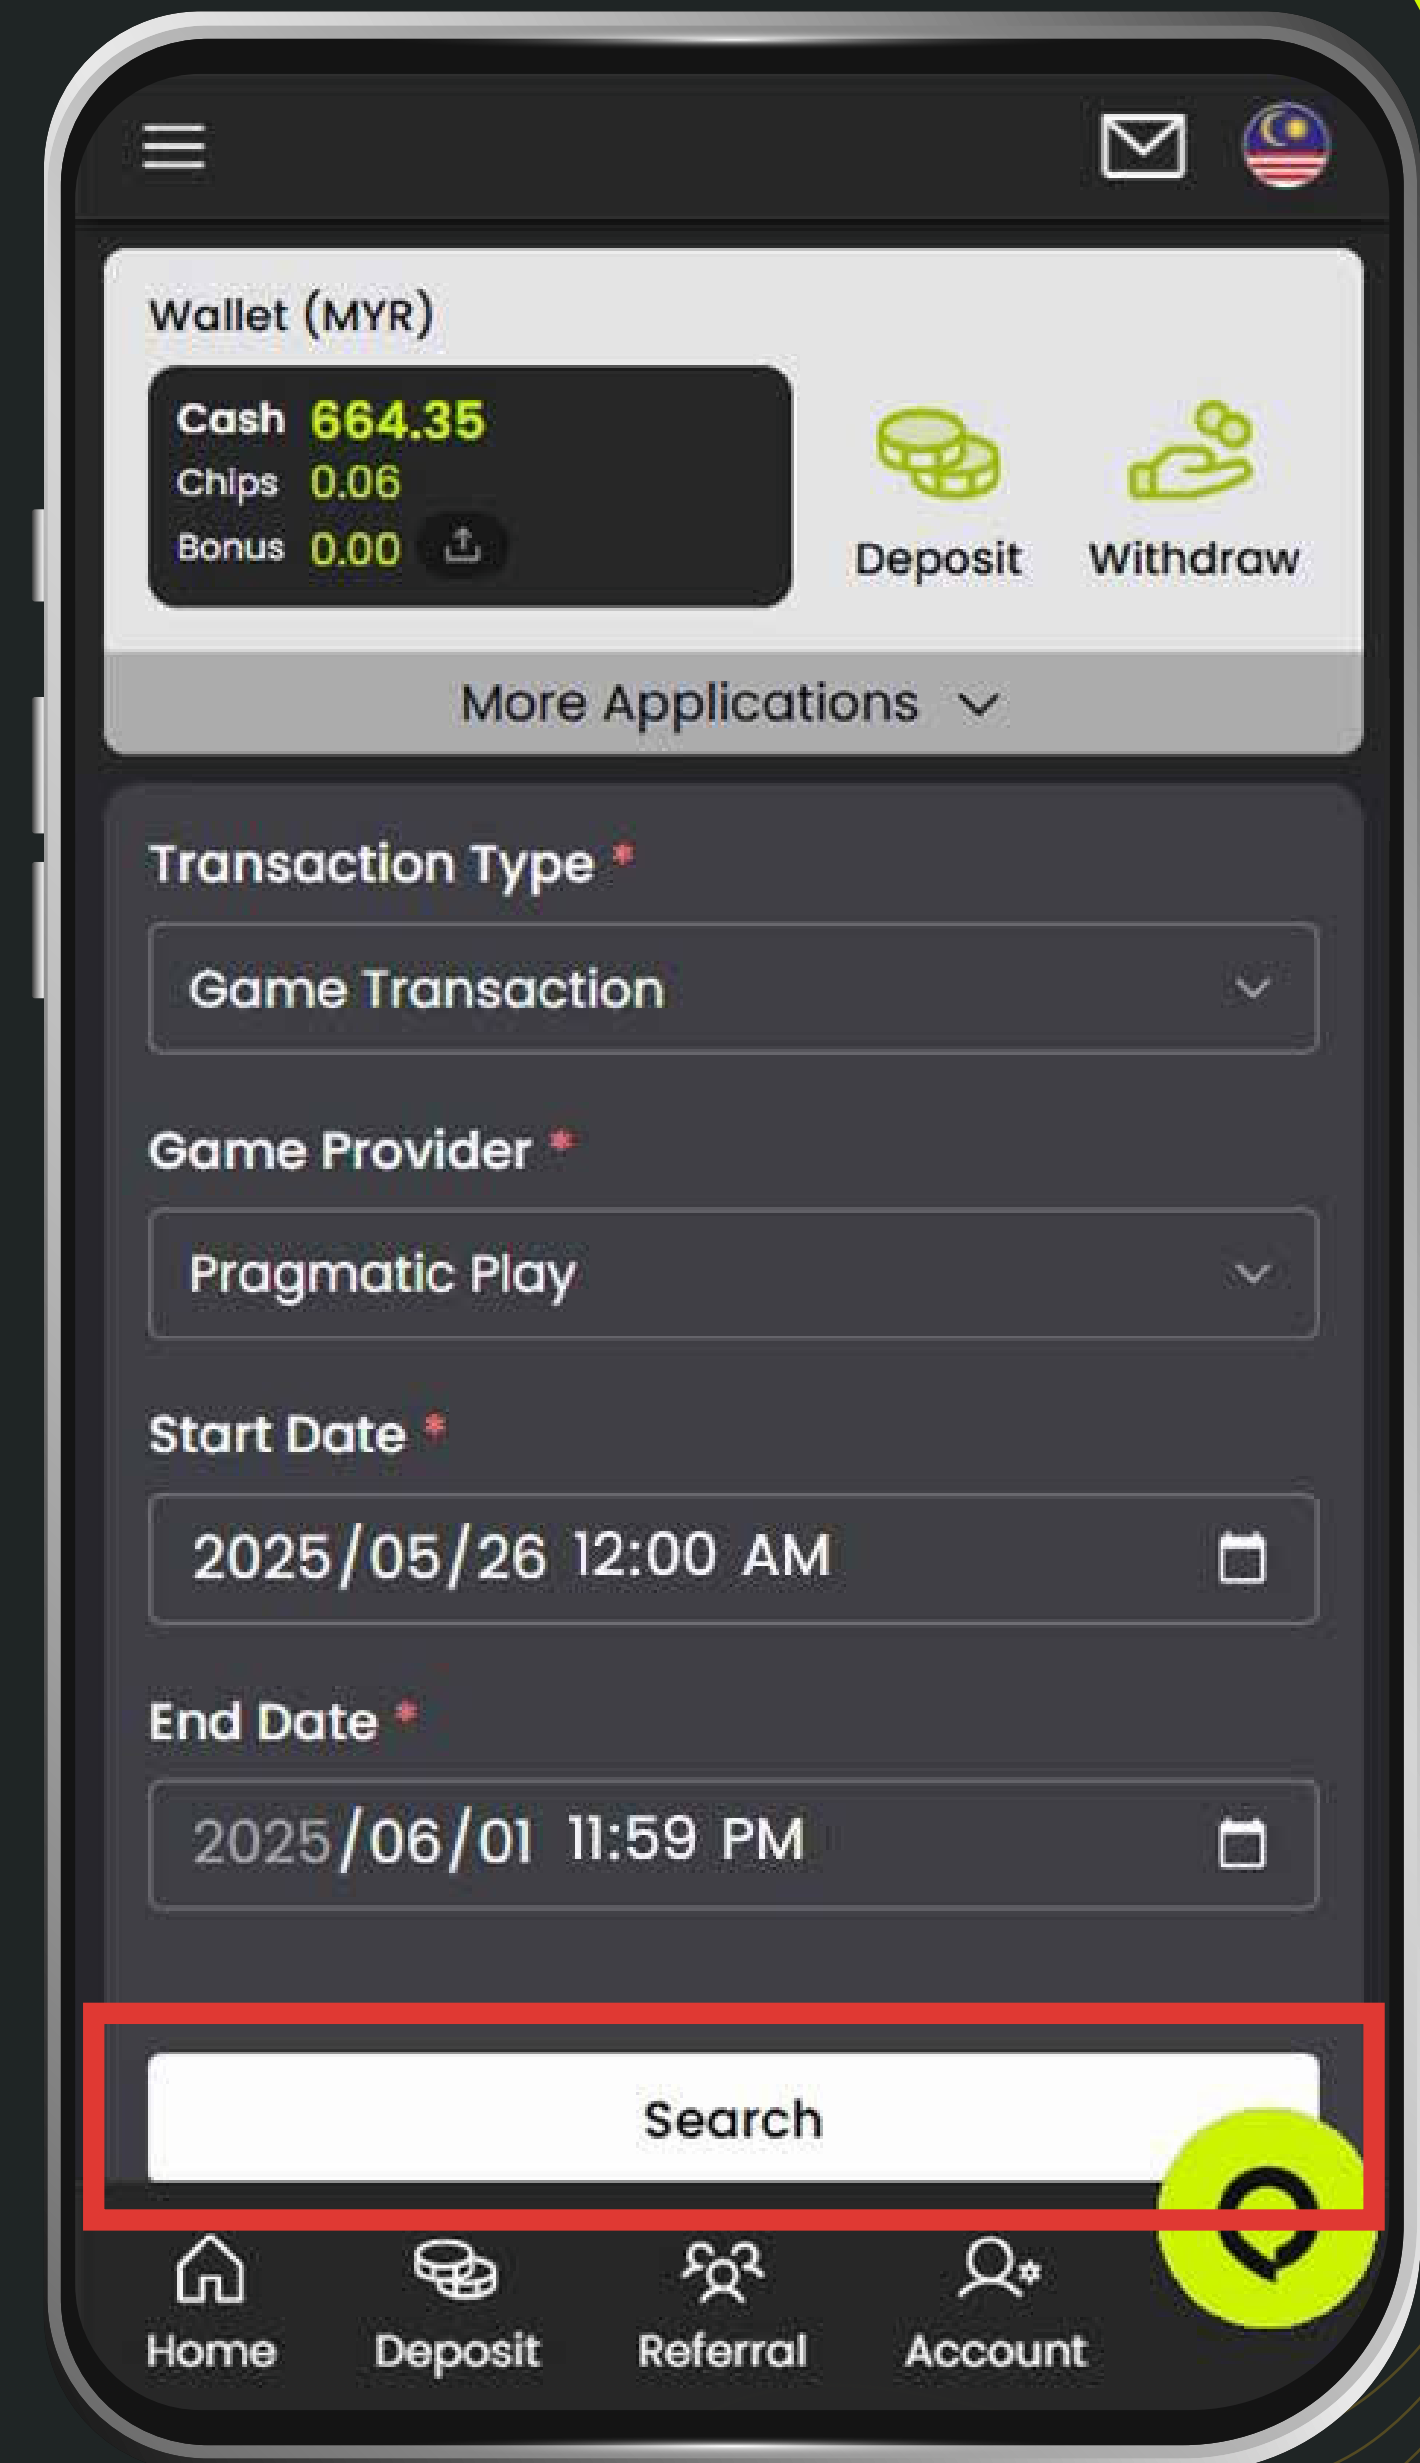 Wallet (MYR)
Cash 664.35
Chips 0.06
Bonus 0.00
Deposit
Withdraw
More Applications
Transaction Type *
Game Transaction
Game Provider *
Pragmatic Play
Start Date *
2025/05/26 12:00 AM
End Date *
2025/06/01 11:59 PM
Search
Home
Deposit
Referral
Account